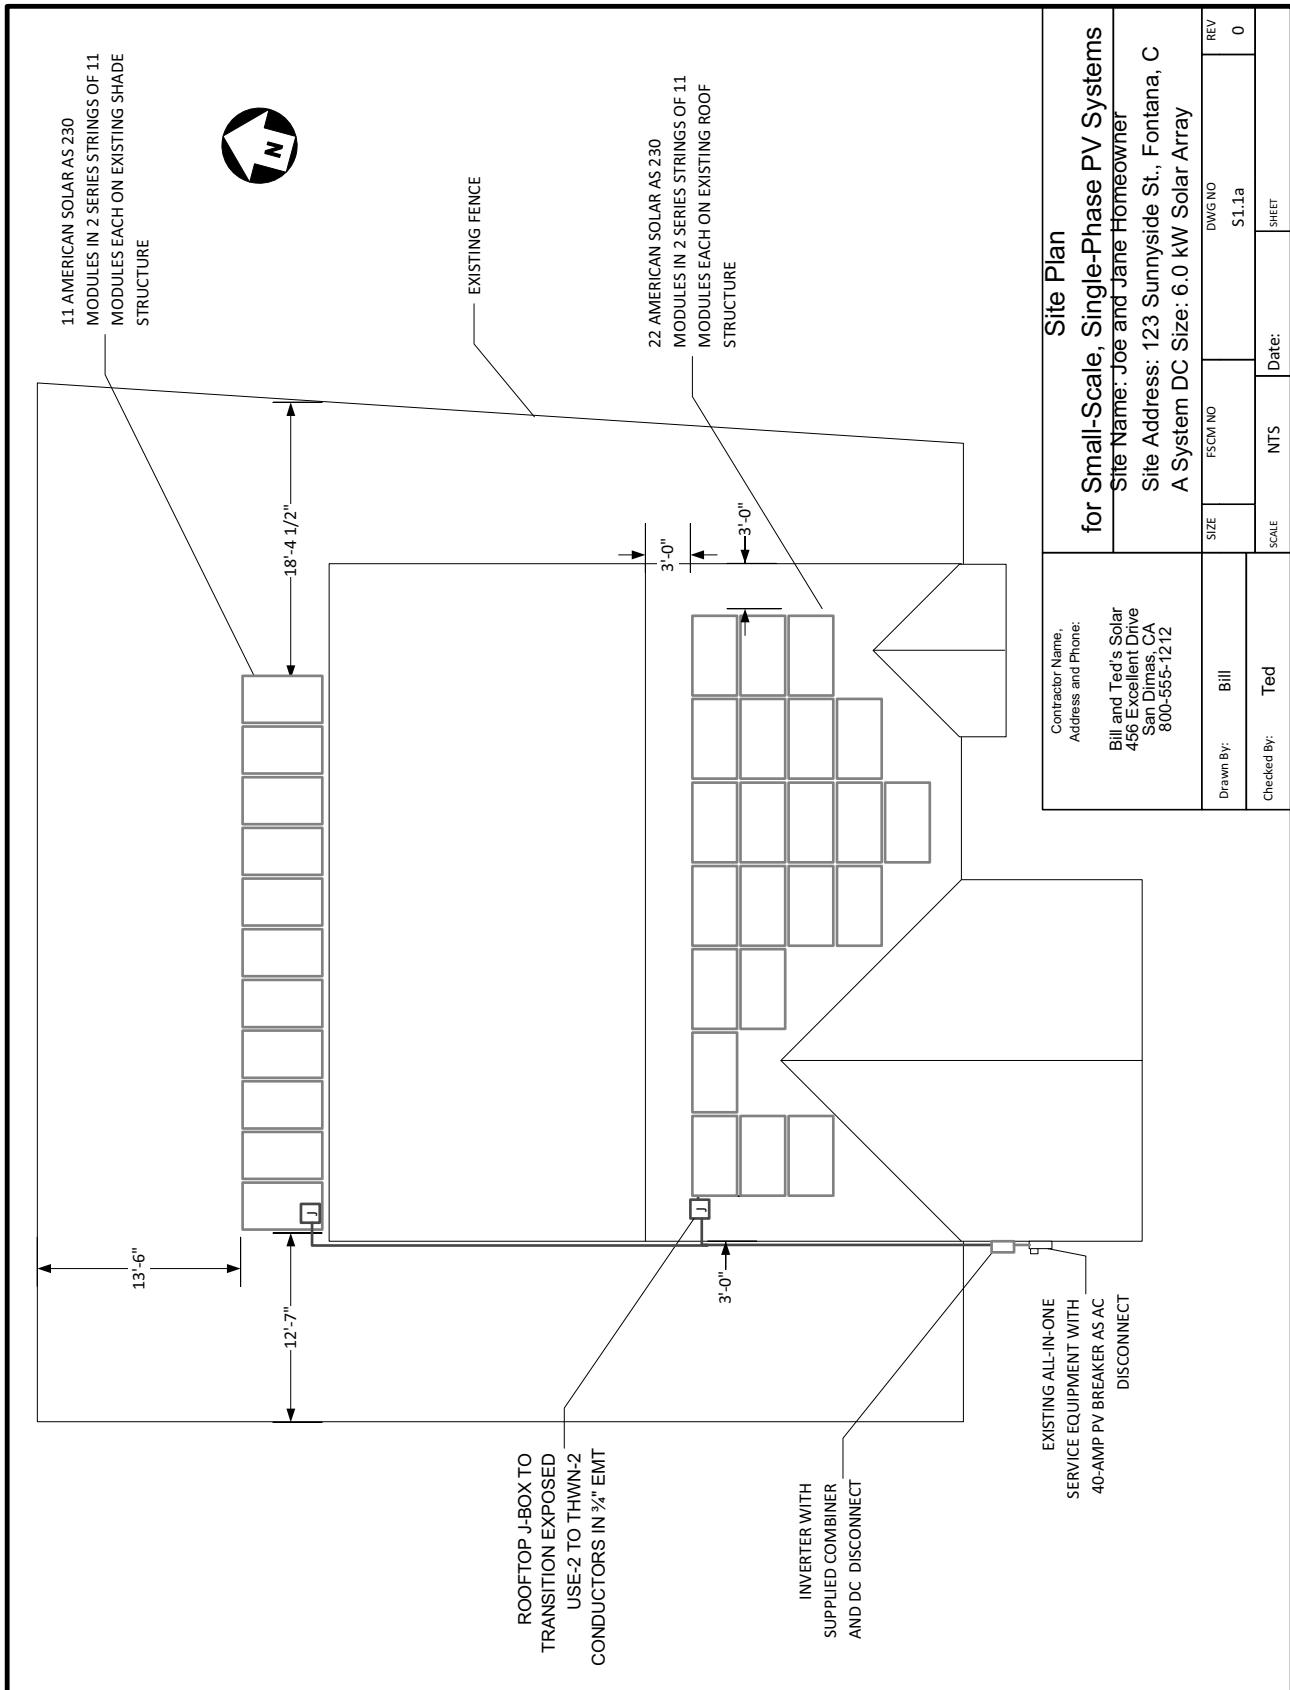 11 AMERICAN SOLAR AS 230
MODULES IN 2 SERIES STRINGS OF 11
MODULES EACH ON EXISTING SHADE
STRUCTURE
N
EXISTING FENCE
22 AMERICAN SOLAR AS 230
MODULES IN 2 SERIES STRINGS OF 11
MODULES EACH ON EXISTING ROOF
STRUCTURE
18'-4 1/2"
3'-0"
3'-0"
13'-6"
12'-7"
3'-0"
J
J
ROOFTOP J-BOX TO
TRANSITION EXPOSED
USE-2 TO THWN-2
CONDUCTORS IN ¾" EMT
INVERTER WITH
SUPPLIED COMBINER
AND DC DISCONNECT
EXISTING ALL-IN-ONE
SERVICE EQUIPMENT WITH
40-AMP PV BREAKER AS AC
DISCONNECT
Contractor Name,
Address and Phone:
Bill and Ted's Solar
456 Excellent Drive
San Dimas, CA
800-555-1212
Drawn By: Bill
Checked By: Ted
Site Plan
for Small-Scale, Single-Phase PV Systems
Site Name: Joe and Jane Homeowner
Site Address: 123 Sunnyside St., Fontana, C
A System DC Size: 6.0 kW Solar Array
SIZE
FSCM NO
DWG NO
S1.1a
REV
0
SCALE
NTS
Date:
SHEET